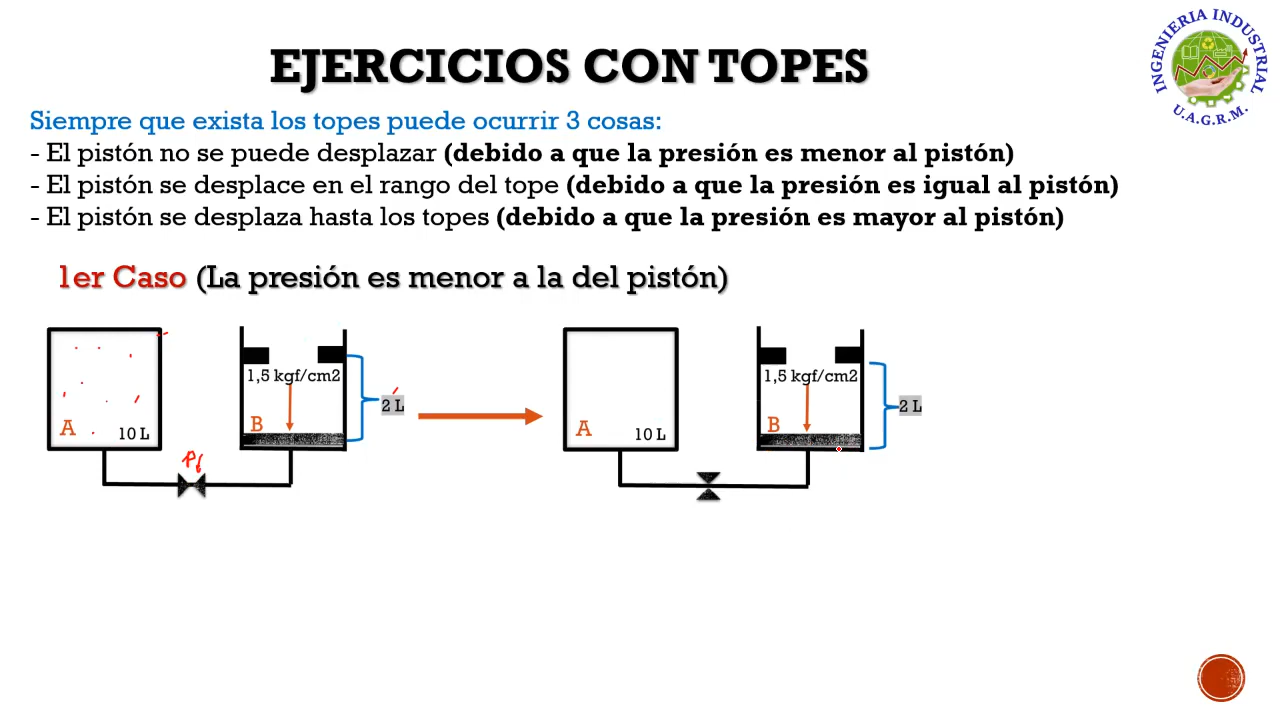 EJERCICIOS CON TOPES
INGENIERIA INDUSTRIAL
U.A.G.R.M.
Siempre que exista los topes puede ocurrir 3 cosas:
- El pistón no se puede desplazar (debido a que la presión es menor al pistón)
- El pistón se desplace en el rango del tope (debido a que la presión es igual al pistón)
- El pistón se desplaza hasta los topes (debido a que la presión es mayor al pistón)
1er Caso (La presión es menor a la del pistón)
1,5 kgf/cm2
2 L
A
10 L
B
1,5 kgf/cm2
2 L
A
10 L
B